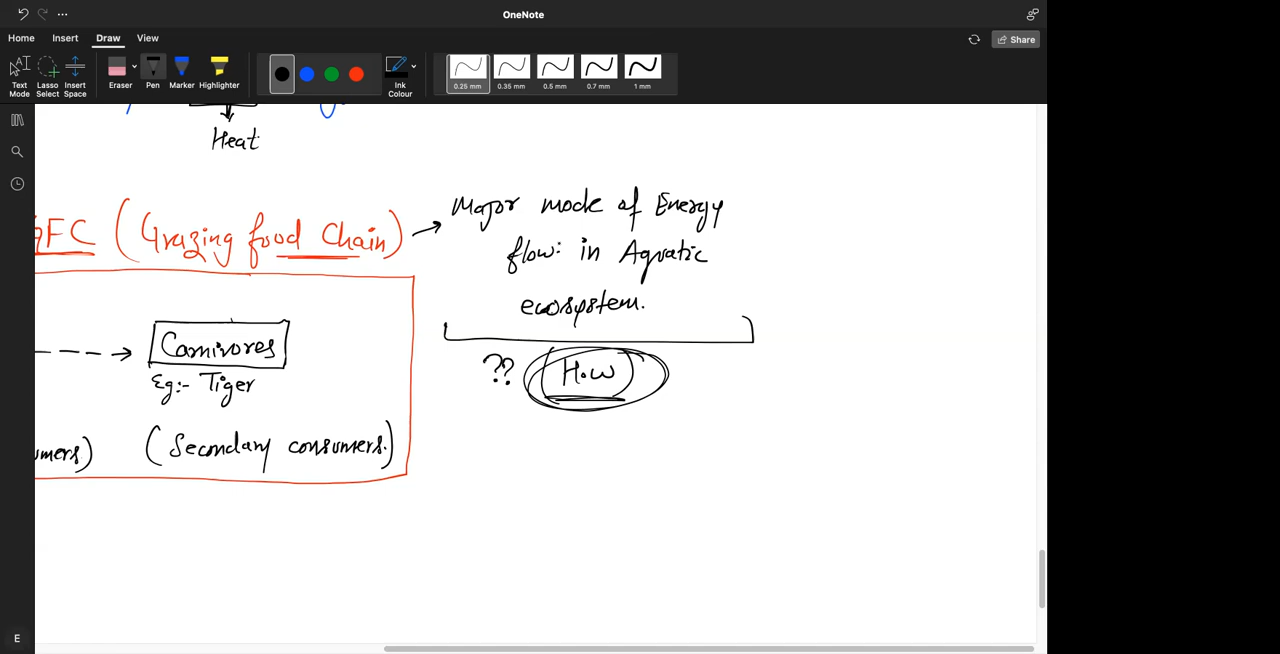 OneNote
Home Insert Draw View
Share
Text Mode Lasso Select Insert Space Eraser Pen Marker Highlighter Ink Colour 0.25 mm 0.35 mm 0.5 mm 0.7 mm 1 mm
Heat
GFC (Grazing food Chain) → Major mode of Energy
flow: in Aquatic
ecosystem.
Carnivores
?? (How)
Eg:- Tiger
umers) (Secondary consumers.)
E